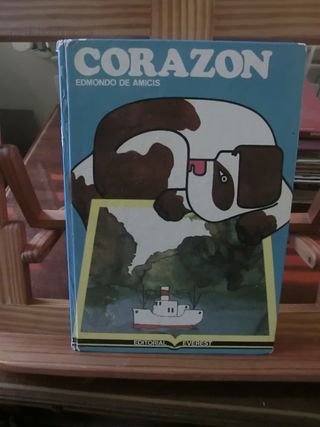 CORAZON
EDMONDO DE AMICIS
EDITORIAL EVEREST